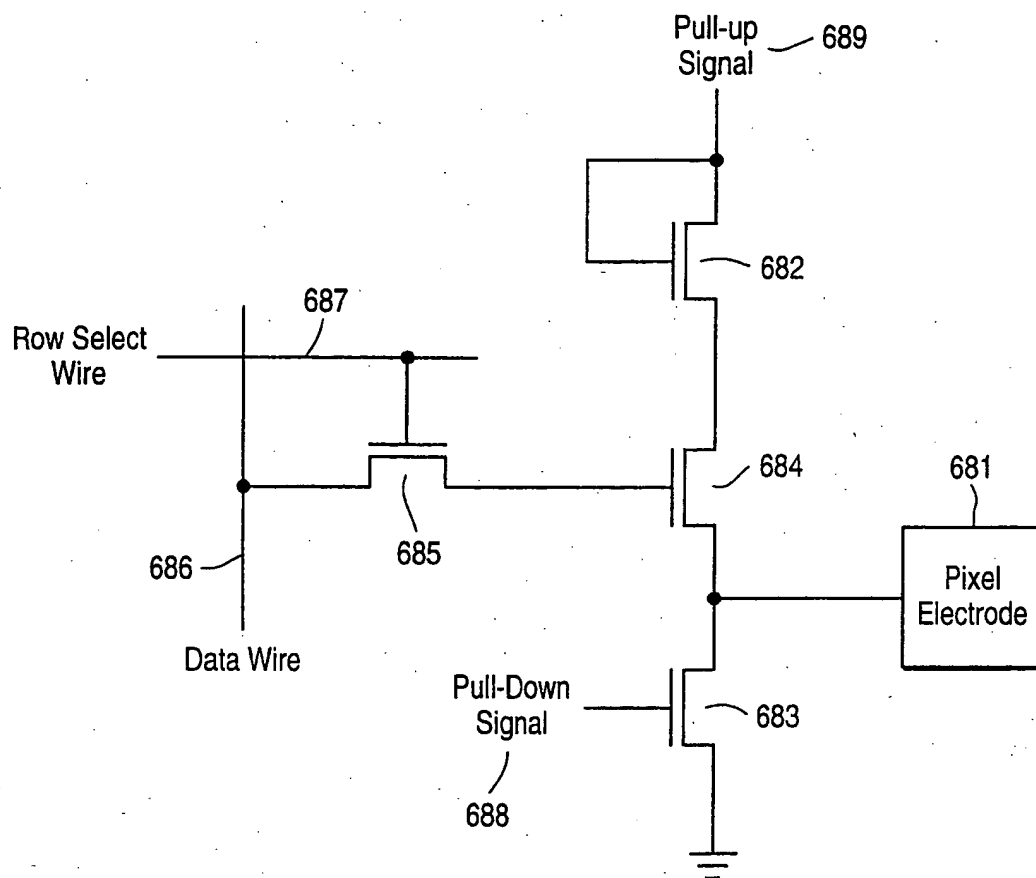 Pull-up
Signal
689
682
687
Row Select
Wire
684
681
685
686
Pixel
Electrode
Data Wire
Pull-Down
Signal
683
688